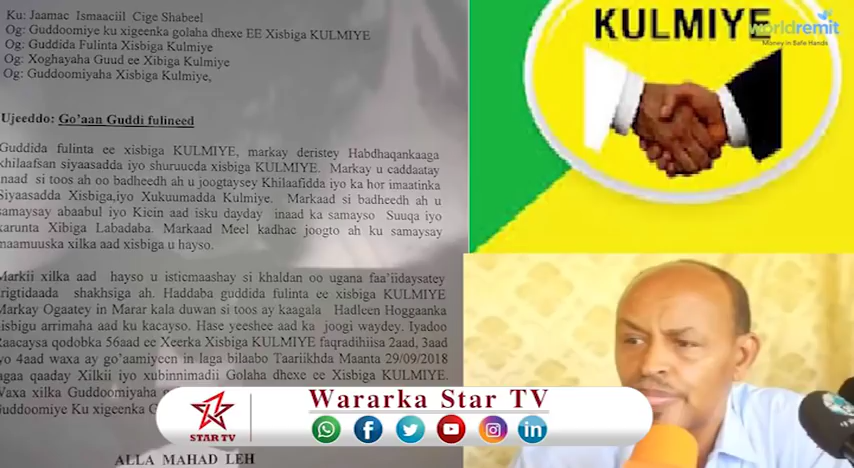 Ku: Jaamac Ismaaciil Cige Shabeel
Og: Guddoomiye ku xigeenka golaha dhexe EE Xisbiga KULMIYE
Og: Guddida Fulinta Xisbiga Kulmiye
Og: Xoghayaha Guud ee Xibiga Kulmiye
Og: Guddoomiyaha Xisbiga Kulmiye,
Ujeeddo: Go'aan Guddi fulineed
Guddida fulinta ee xisbiga KULMIYE, markay deristey Habdhaqankaaga
khilaafsan siyaasadda iyo shuruucda xisbiga KULMIYE. Markay u caddaatay
inaad si toos ah oo badheedh ah u joogtaysey Khilaafidda iyo ka hor imaatinka
Siyaasadda Xisbiga,iyo Xukuumadda Kulmiye. Markaad si badheedh ah u
samaysay abaabul iyo Kicin aad isku dayday inaad ka samayso Suuqa iyo
karunta Xibiga Labadaba. Markaad Meel kadhac joogto ah ku samaysay
maamuuska xilka aad xisbiga u hayso.
Markii xilka aad hayso u isticmaashay si khaldan oo ugana faa'iidaysatey
irigtidaada shakhsiga ah. Haddaba guddida fulinta ee xisbiga KULMIYE
Markay Ogaatey in Marar kala duwan si toos ay kaagala Hadleen Hoggaanka
isbigu arrimaha aad ku kacayso. Hase yeeshee aad ka joogi waydey. Iyadoo
Raacaysa qodobka 56aad ee Xeerka Xisbiga KULMIYE faqradihiisa 2aad, 3aad
iyo 4aad waxa ay go'aamiyeen in laga bilaabo Taariikhda Maanta 29/09/2018
lagaa qaaday Xilkii iyo xubinnimadii Golaha dhexe ee Xisbiga KULMIYE.
Waxa xilka Guddoomiyaha
Guddoomiye Ku xigeenka
ALLA MAHAD LEH
KULMIYE
worldremit
Money in Safe Hands
STAR TV
Wararka Star TV